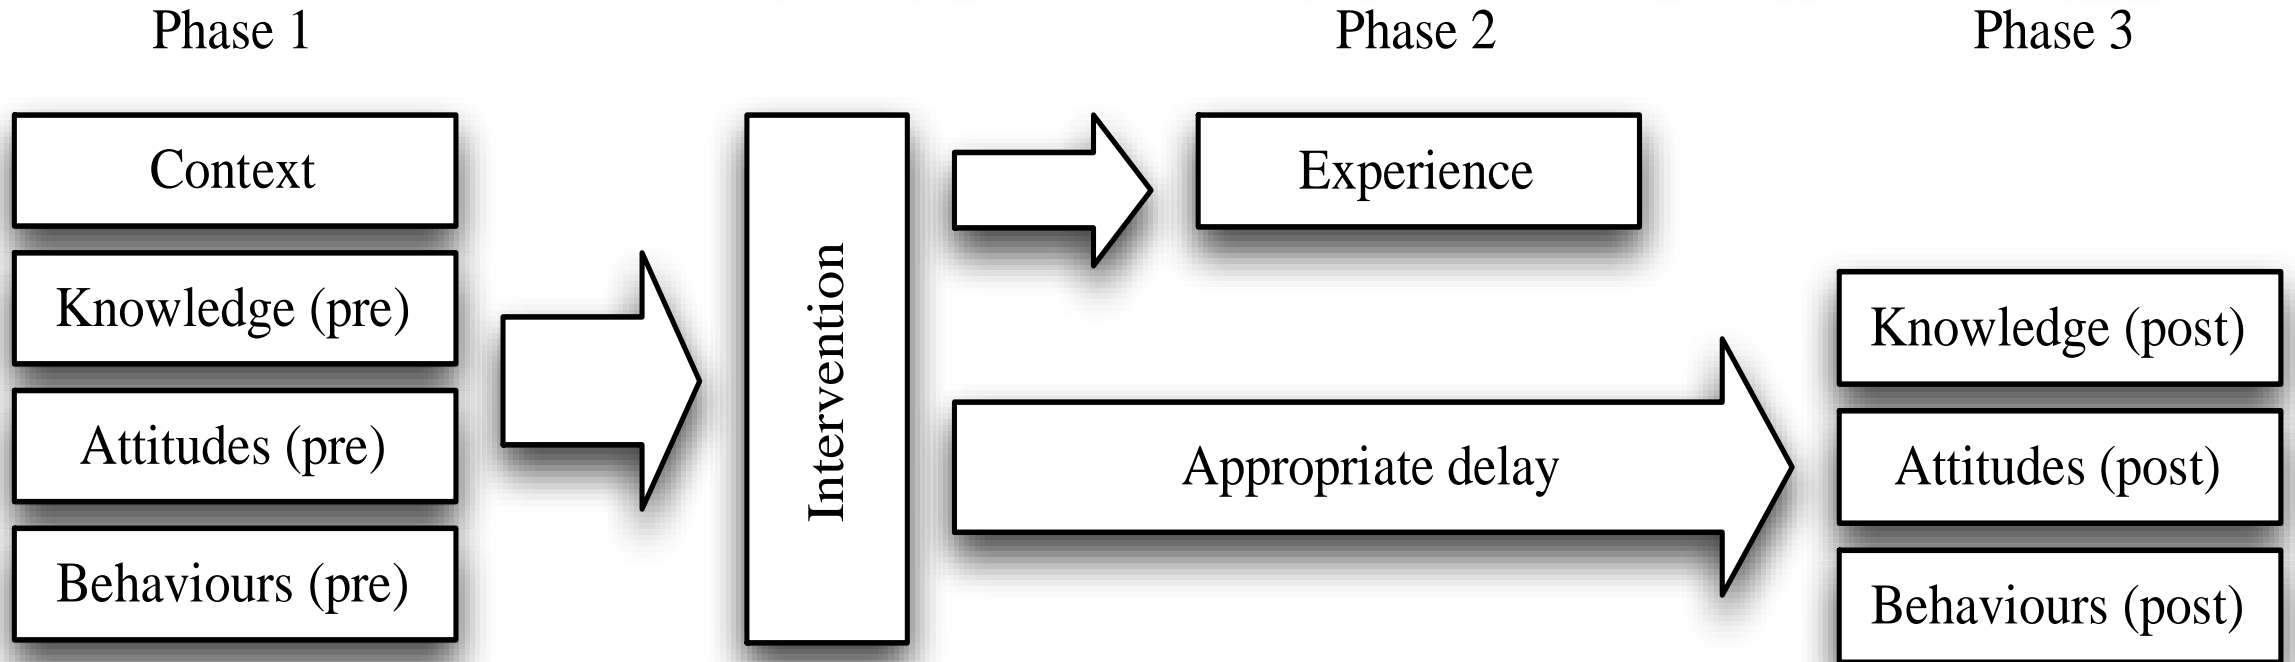 Phase 1
Phase 2
Phase 3
Context
Knowledge (pre)
Attitudes (pre)
Behaviours (pre)
Intervention
Experience
Appropriate delay
Knowledge (post)
Attitudes (post)
Behaviours (post)